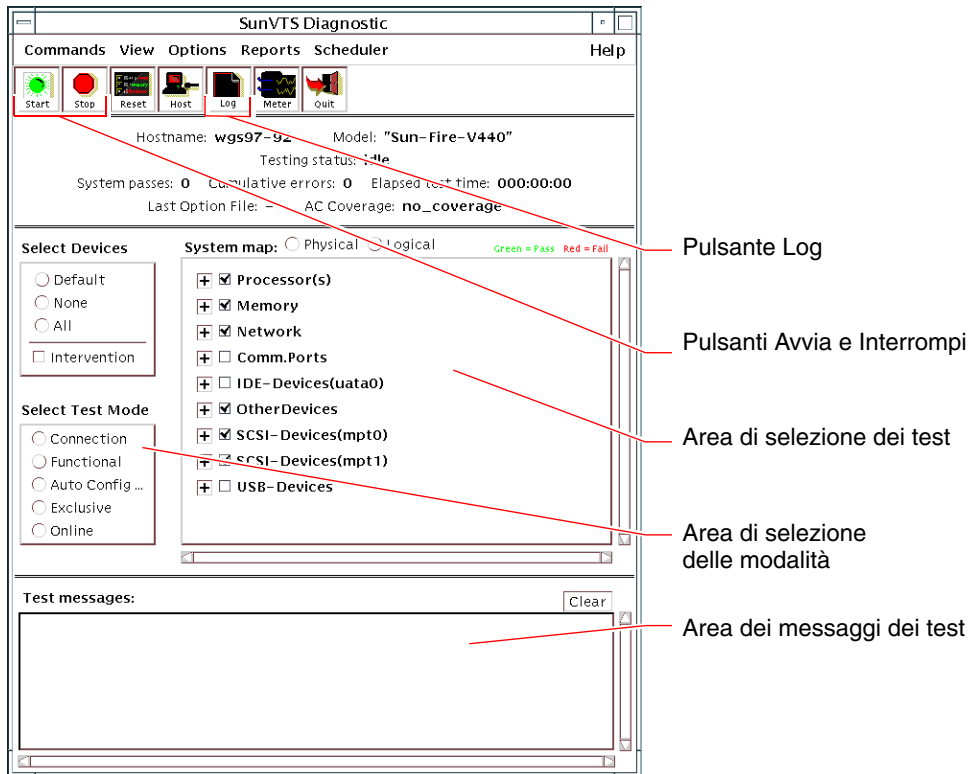 SunVTS Diagnostic
Commands View Options Reports Scheduler Help
Start Stop Reset Host Log Meter Quit
Hostname: wgs97-92 Model: "Sun-Fire-V440"
Testing status: idle
System passes: 0 Cumulative errors: 0 Elapsed test time: 000:00:00
Last Option File: - AC Coverage: no_coverage
Select Devices
Default
None
All
Intervention
Select Test Mode
Connection
Functional
Auto Config ...
Exclusive
Online
System map: Physical Logical Green = Pass Red = Fail
Processor(s)
Memory
Network
Comm.Ports
IDE-Devices(uata0)
OtherDevices
SCSI-Devices(mpt0)
SCSI-Devices(mpt1)
USB-Devices
Test messages: Clear
Pulsante Log
Pulsanti Avvia e Interrompi
Area di selezione dei test
Area di selezione
delle modalità
Area dei messaggi dei test